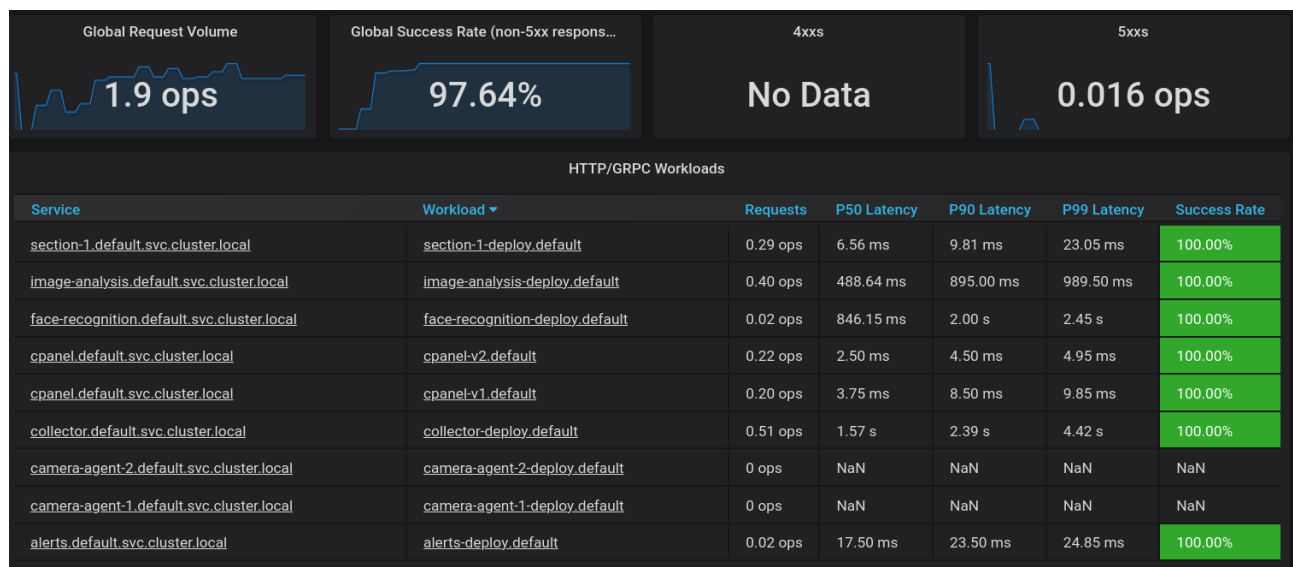 Global Request Volume
Global Success Rate (non-5xx respons...
4xxs
5xxs
1.9 ops
97.64%
No Data
0.016 ops
HTTP/GRPC Workloads
Service Workload Requests P50 Latency P90 Latency P99 Latency Success Rate
section-1.default.svc.cluster.local section-1-deploy.default 0.29 ops 6.56 ms 9.81 ms 23.05 ms 100.00%
image-analysis.default.svc.cluster.local image-analysis-deploy.default 0.40 ops 488.64 ms 895.00 ms 989.50 ms 100.00%
face-recognition.default.svc.cluster.local face-recognition-deploy.default 0.02 ops 846.15 ms 2.00 s 2.45 s 100.00%
cpanel.default.svc.cluster.local cpanel-v2.default 0.22 ops 2.50 ms 4.50 ms 4.95 ms 100.00%
cpanel.default.svc.cluster.local cpanel-v1.default 0.20 ops 3.75 ms 8.50 ms 9.85 ms 100.00%
collector.default.svc.cluster.local collector-deploy.default 0.51 ops 1.57 s 2.39 s 4.42 s 100.00%
camera-agent-2.default.svc.cluster.local camera-agent-2-deploy.default 0 ops NaN NaN NaN NaN
camera-agent-1.default.svc.cluster.local camera-agent-1-deploy.default 0 ops NaN NaN NaN NaN
alerts.default.svc.cluster.local alerts-deploy.default 0.02 ops 17.50 ms 23.50 ms 24.85 ms 100.00%